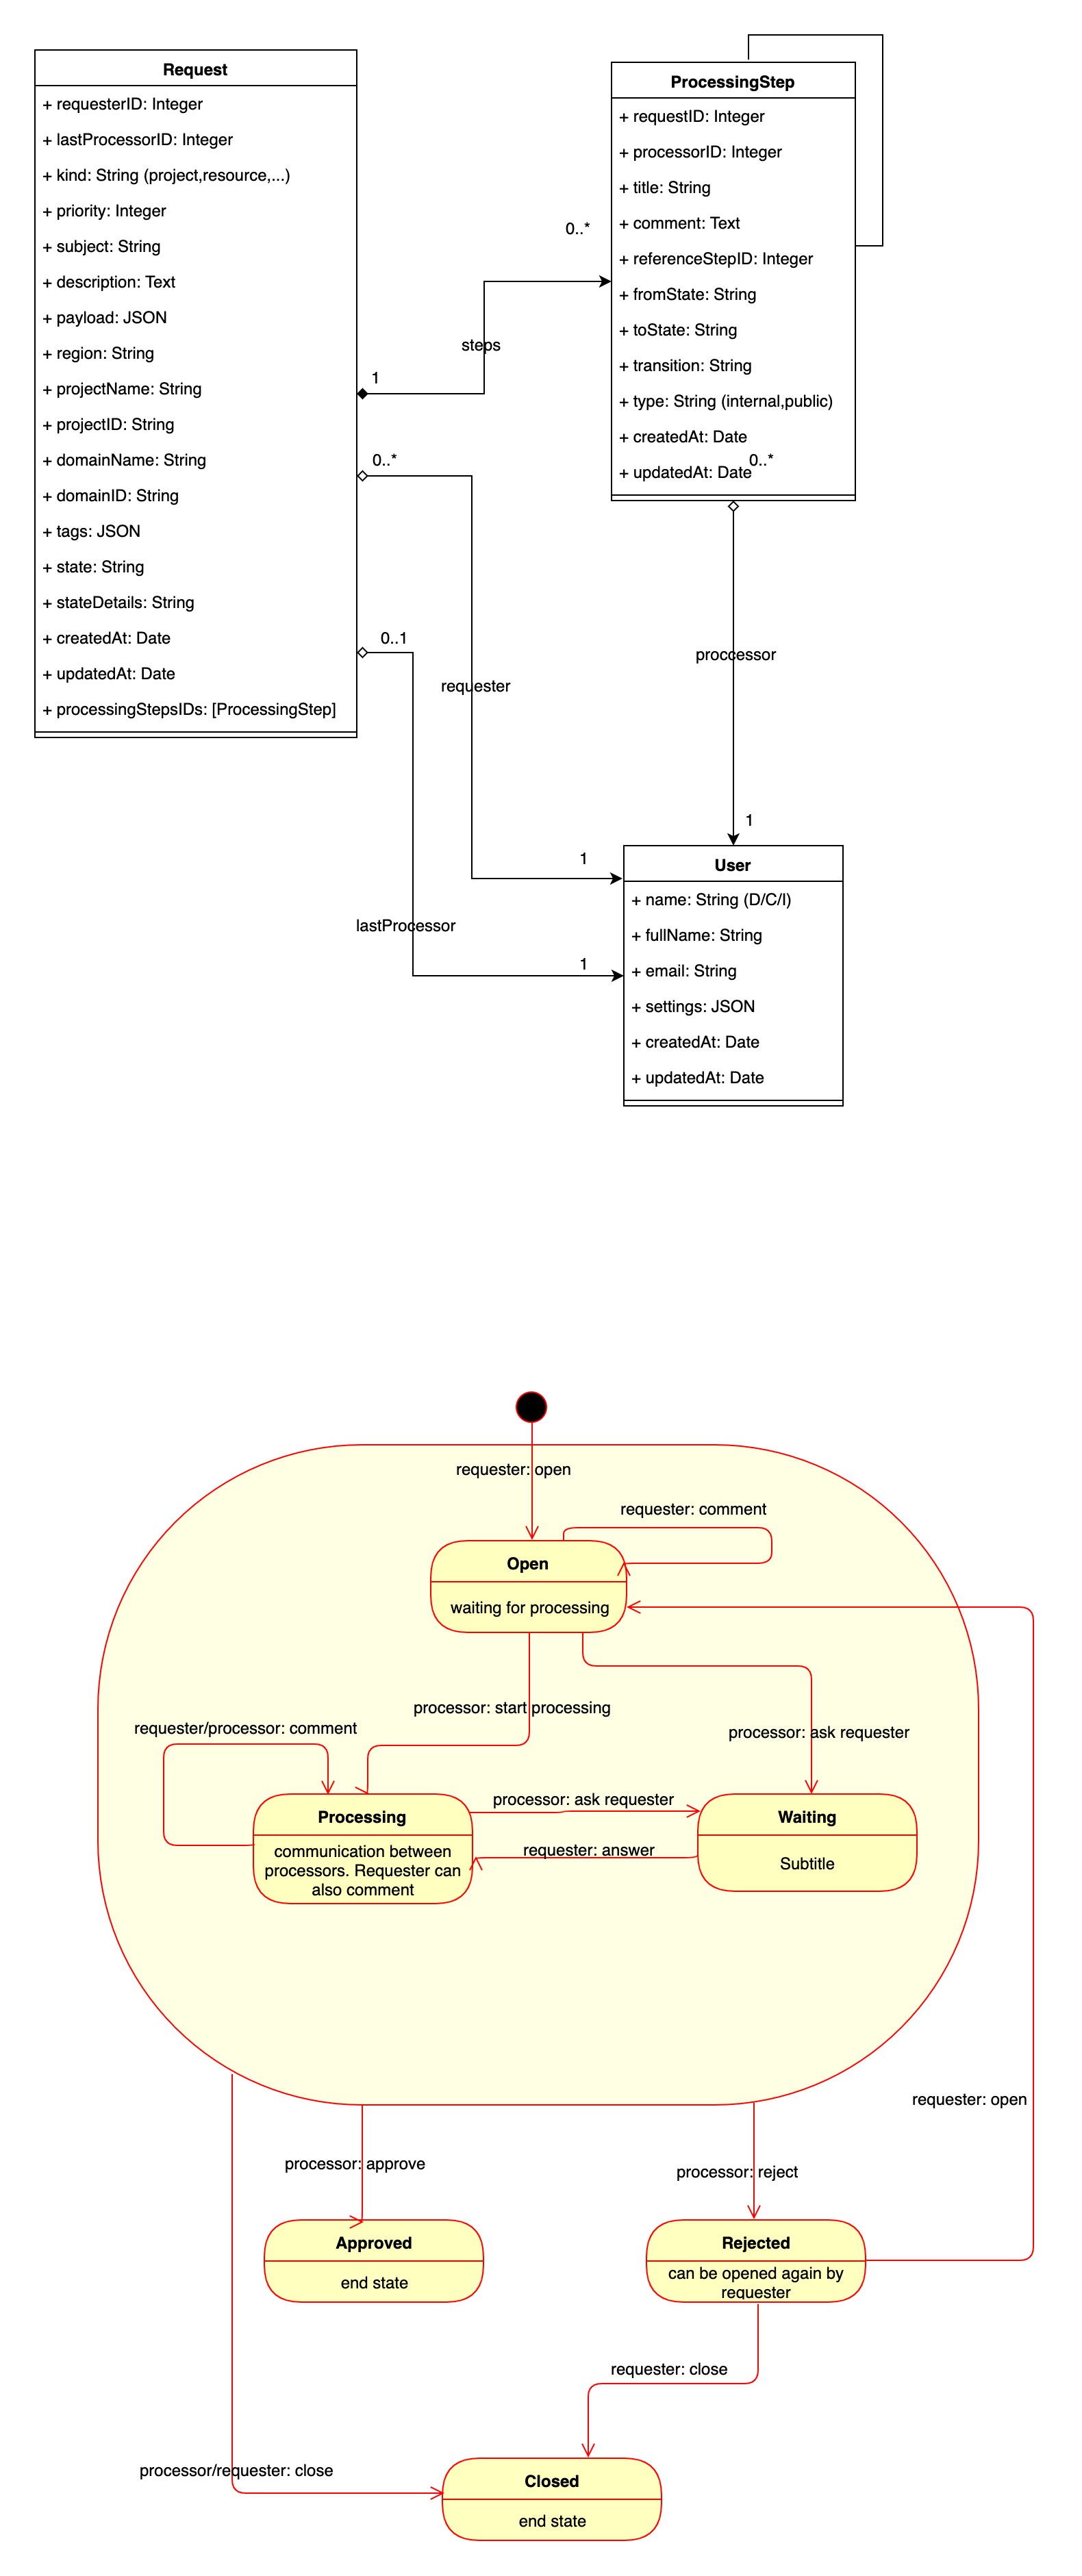 Request
+ requesterID: Integer
+ lastProcessorID: Integer
+ kind: String (project,resource,...)
+ priority: Integer
+ subject: String
+ description: Text
+ payload: JSON
+ region: String
+ projectName: String
+ projectID: String
+ domainName: String
+ domainID: String
+ tags: JSON
+ state: String
+ stateDetails: String
+ createdAt: Date
+ updatedAt: Date
+ processingStepsIDs: [ProcessingStep]
ProcessingStep
+ requestID: Integer
+ processorID: Integer
+ title: String
+ comment: Text
+ referenceStepID: Integer
+ fromState: String
+ toState: String
+ transition: String
+ type: String (internal,public)
+ createdAt: Date
+ updatedAt: Date
0..*
0..*
steps
1
0..*
0..1
requester
proccessor
lastProcessor
1
1
1
User
+ name: String (D/C/I)
+ fullName: String
+ email: String
+ settings: JSON
+ createdAt: Date
+ updatedAt: Date
requester: open
requester: comment
Open
waiting for processing
processor: start processing
requester/processor: comment
processor: ask requester
Processing
communication between
processors. Requester can
also comment
processor: ask requester
requester: answer
Waiting
Subtitle
requester: open
processor: approve
processor: reject
Approved
end state
Rejected
can be opened again by
requester
requester: close
processor/requester: close
Closed
end state